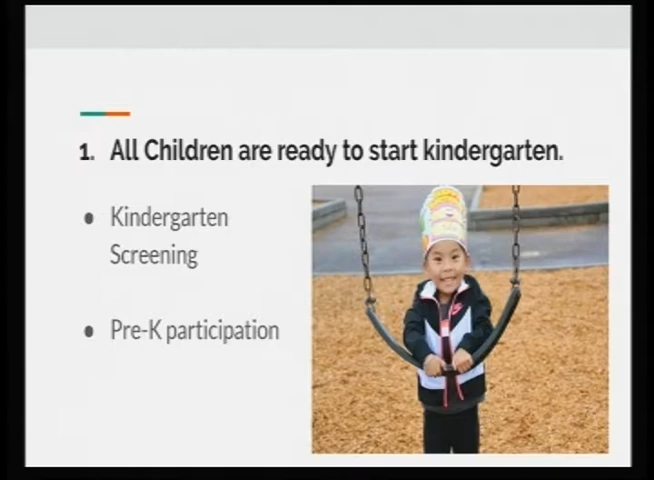 1. All Children are ready to start kindergarten.
● Kindergarten
Screening
● Pre-K participation